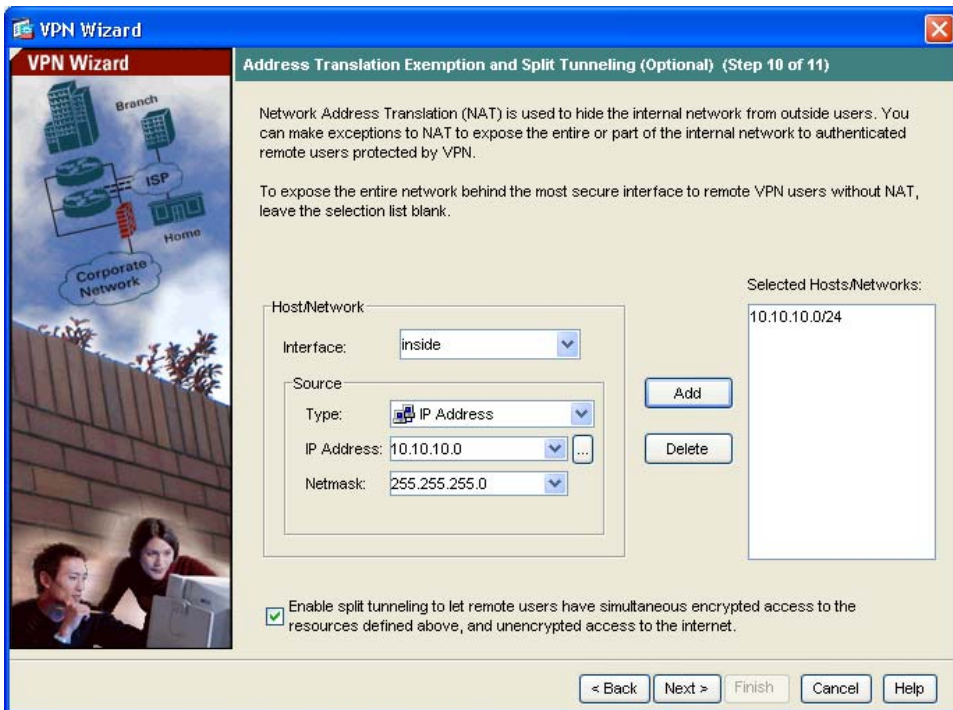 VPN Wizard
VPN Wizard
Branch
ISP
Home
Corporate
Network
Address Translation Exemption and Split Tunneling (Optional) (Step 10 of 11)
Network Address Translation (NAT) is used to hide the internal network from outside users. You
can make exceptions to NAT to expose the entire or part of the internal network to authenticated
remote users protected by VPN.
To expose the entire network behind the most secure interface to remote VPN users without NAT,
leave the selection list blank.
Host/Network
Interface: inside
Source
Type: IP Address
IP Address: 10.10.10.0 ...
Netmask: 255.255.255.0
Add
Delete
Selected Hosts/Networks:
10.10.10.0/24
Enable split tunneling to let remote users have simultaneous encrypted access to the
resources defined above, and unencrypted access to the internet.
< Back Next > Finish Cancel Help